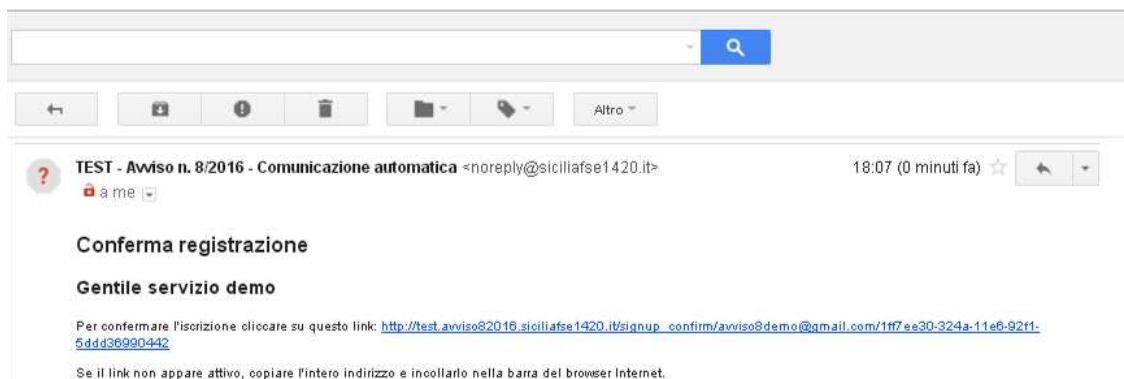 Altro
TEST - Avviso n. 8/2016 - Comunicazione automatica <noreply@siciliafse1420.it>
18:07 (0 minuti fa)
a me
Conferma registrazione
Gentile servizio demo
Per confermare l'iscrizione cliccare su questo link: http://test.avviso82016.siciliafse1420.it/signup_confirm/avviso8demo@gmail.com/1ff7ee30-324a-11e6-92f1-
5ddd36990442
Se il link non appare attivo, copiare l'intero indirizzo e incollarlo nella barra del browser Internet.